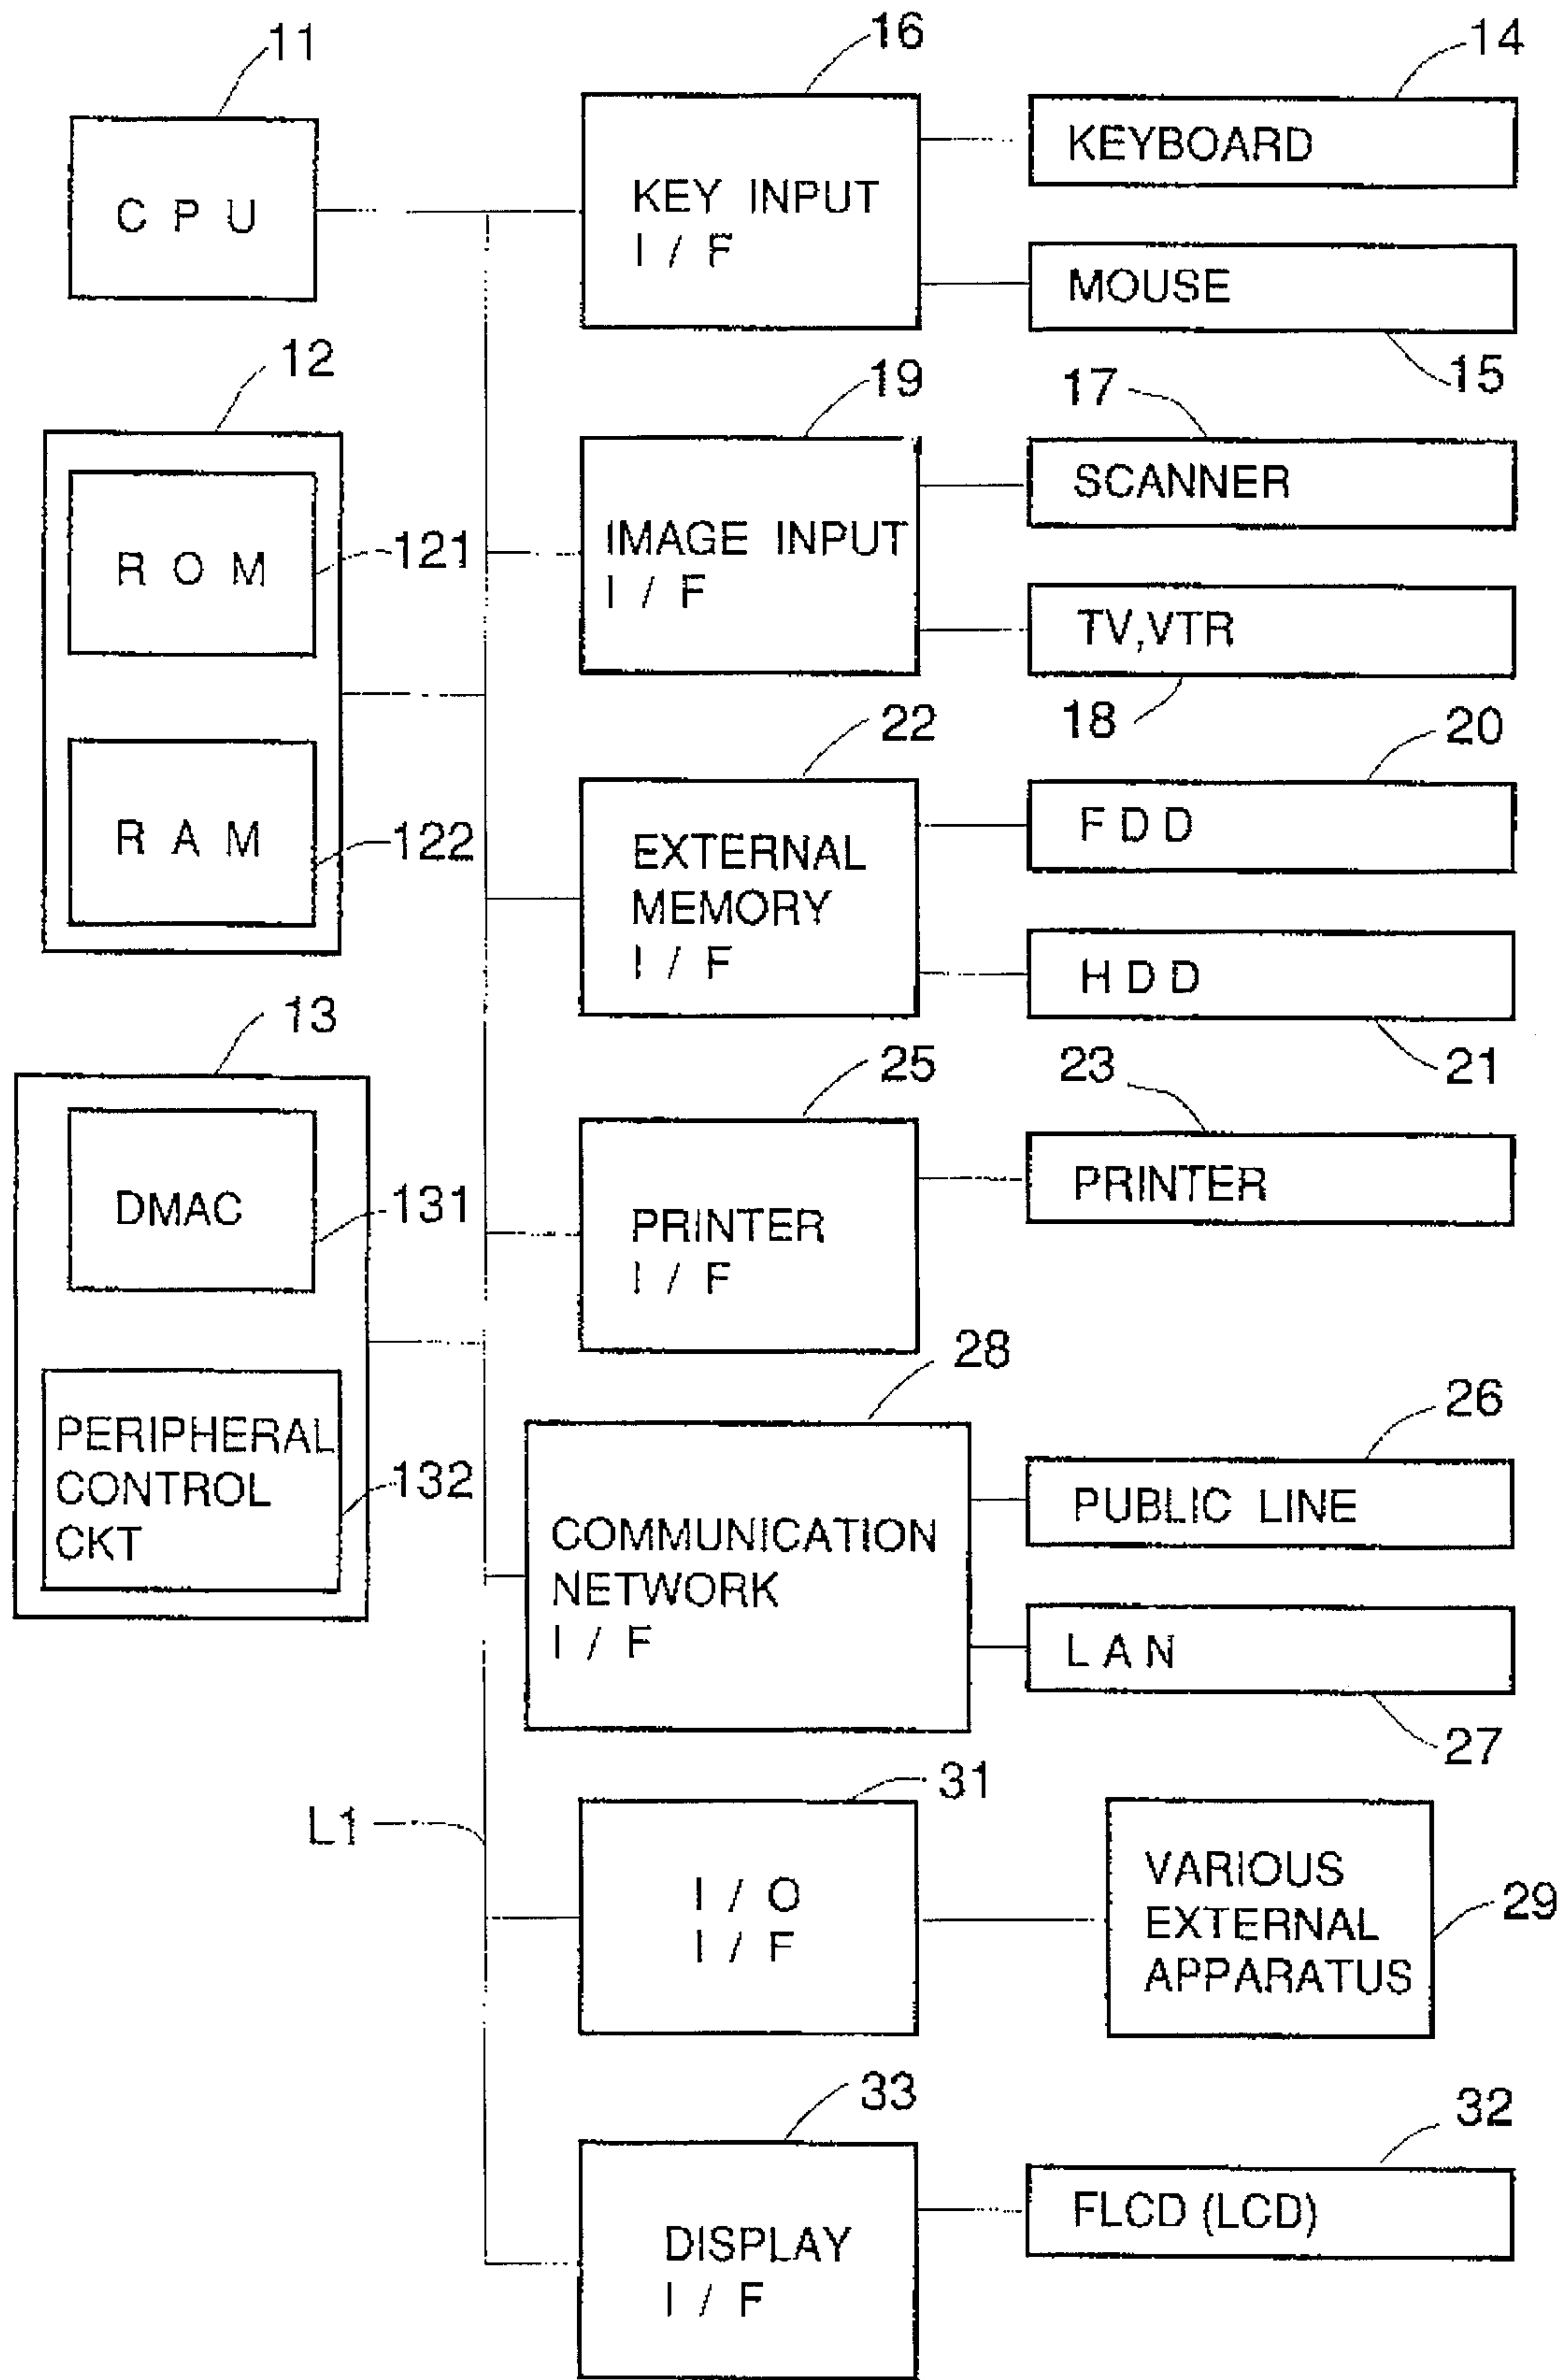 11
CPU
12
ROM
121
RAM
122
13
DMAC
131
PERIPHERAL
CONTROL
CKT
132
L1
16
KEY INPUT
I / F
14
KEYBOARD
MOUSE
15
19
IMAGE INPUT
I / F
17
SCANNER
TV,VTR
18
22
EXTERNAL
MEMORY
I / F
20
FDD
HDD
21
25
PRINTER
I / F
23
PRINTER
28
COMMUNICATION
NETWORK
I / F
26
PUBLIC LINE
LAN
27
31
I / O
I / F
VARIOUS
EXTERNAL
APPARATUS
29
33
DISPLAY
I / F
32
FLCD (LCD)